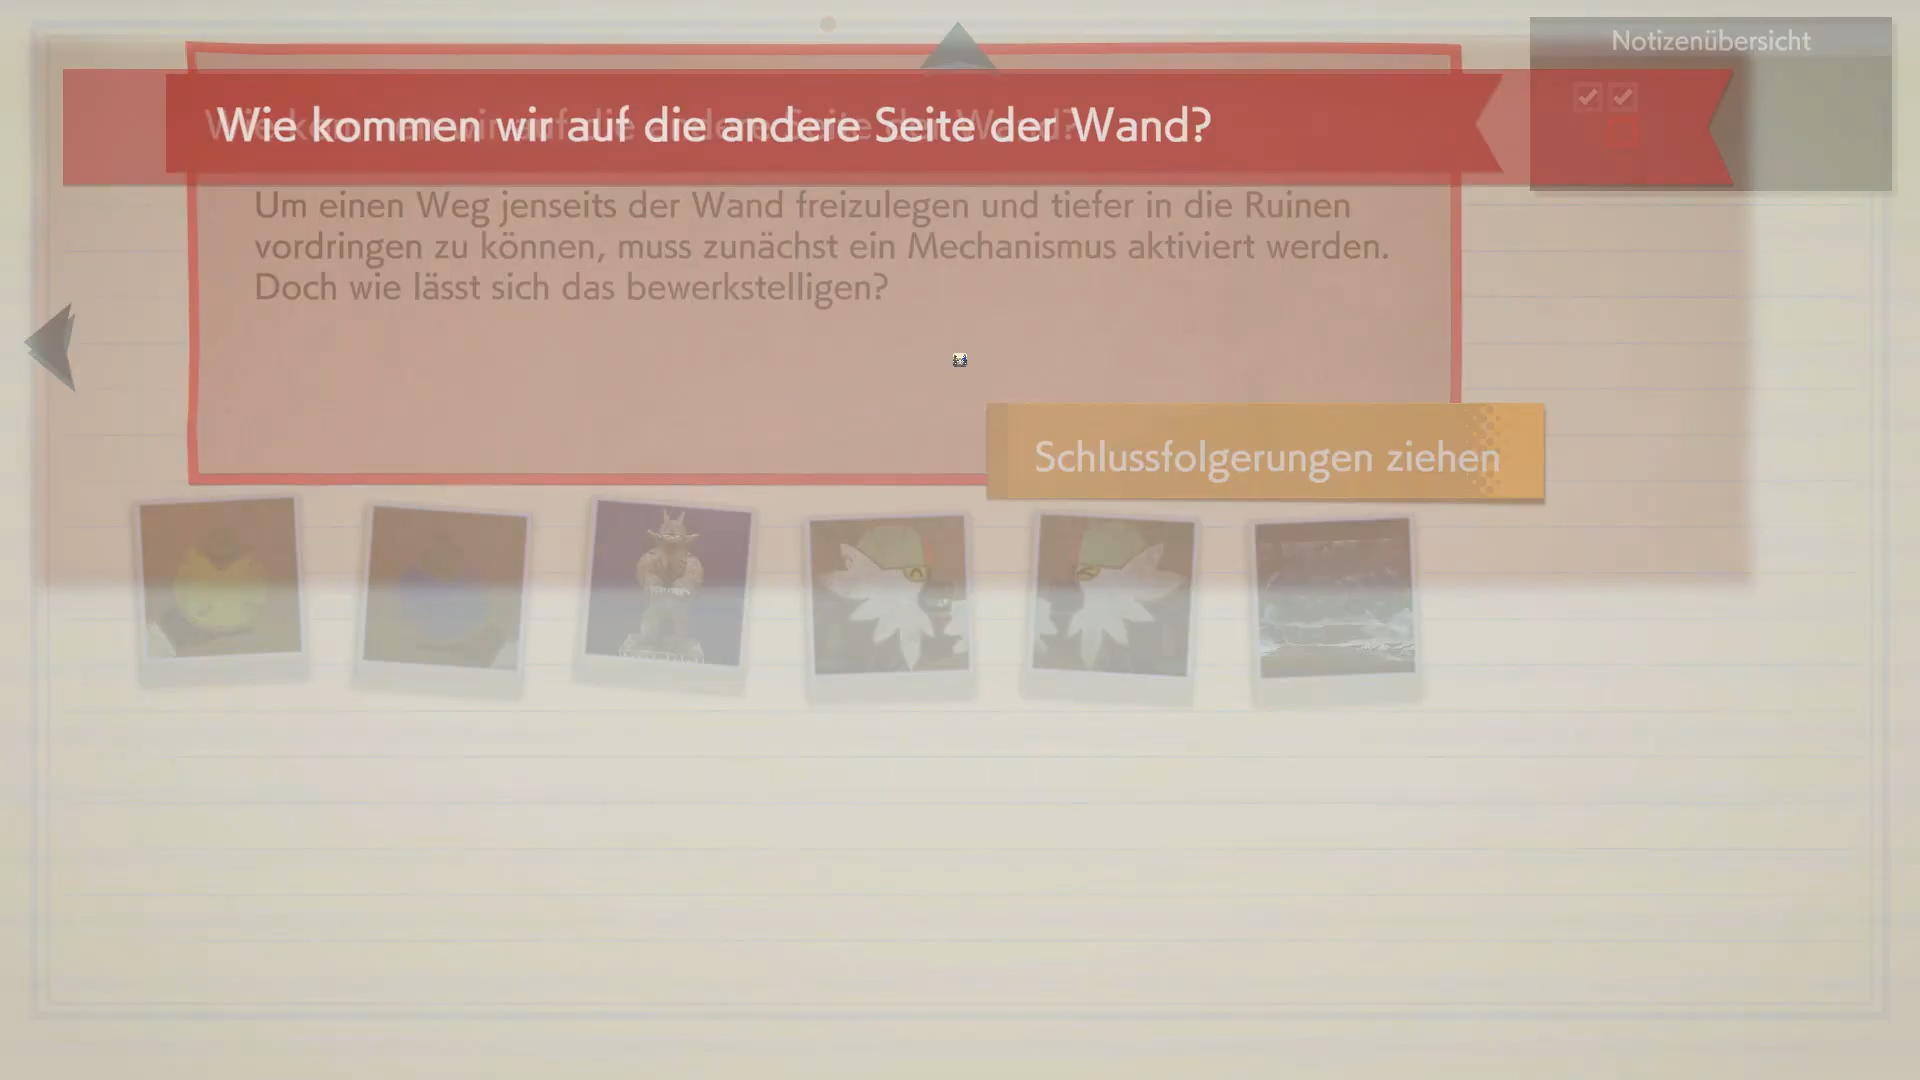 Notizenübersicht
Wie kommen wir auf die andere Seite der Wand?
Um einen Weg jenseits der Wand freizulegen und tiefer in die Ruinen
vordringen zu können, muss zunächst ein Mechanismus aktiviert werden.
Doch wie lässt sich das bewerkstelligen?
Schlussfolgerungen ziehen